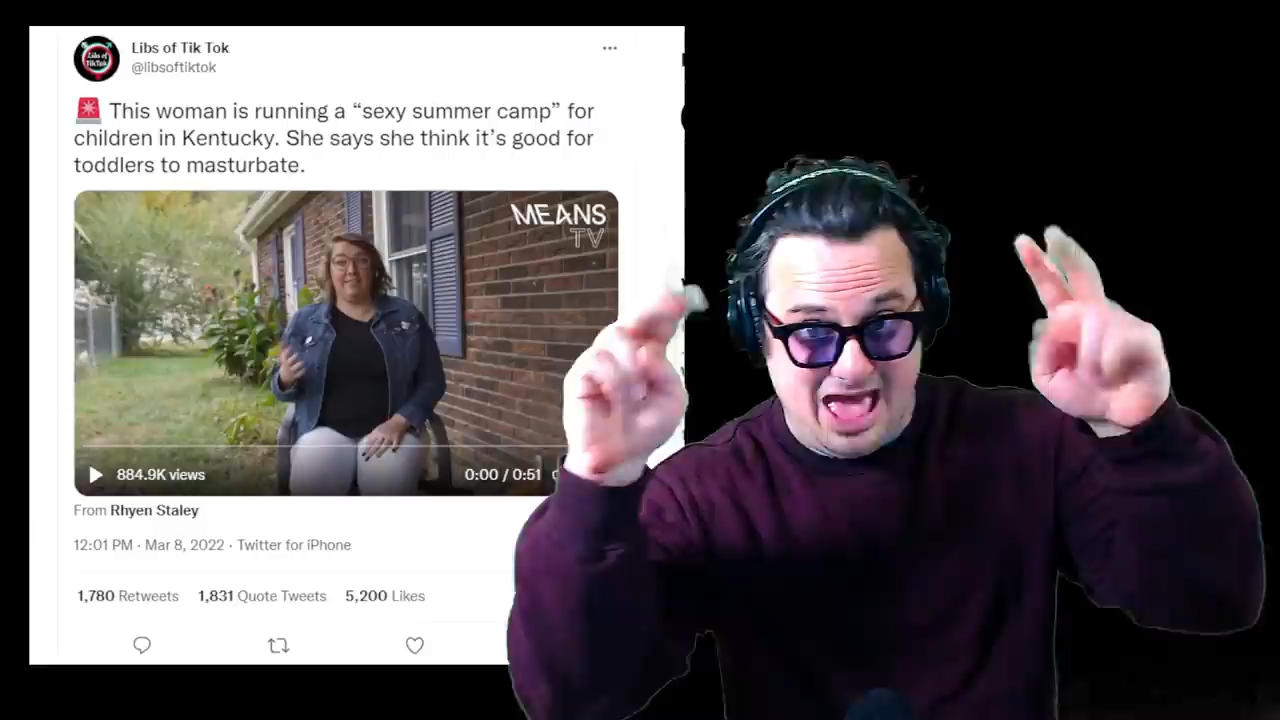 Libs of Tik Tok
@libsoftiktok
This woman is running a “sexy summer camp” for
children in Kentucky. She says she think it’s good for
toddlers to masturbate.
Libs of
TikTok
MEANS
TV
884.9K views
0:00 / 0:51
From Rhyen Staley
12:01 PM · Mar 8, 2022 · Twitter for iPhone
1,780 Retweets 1,831 Quote Tweets 5,200 Likes